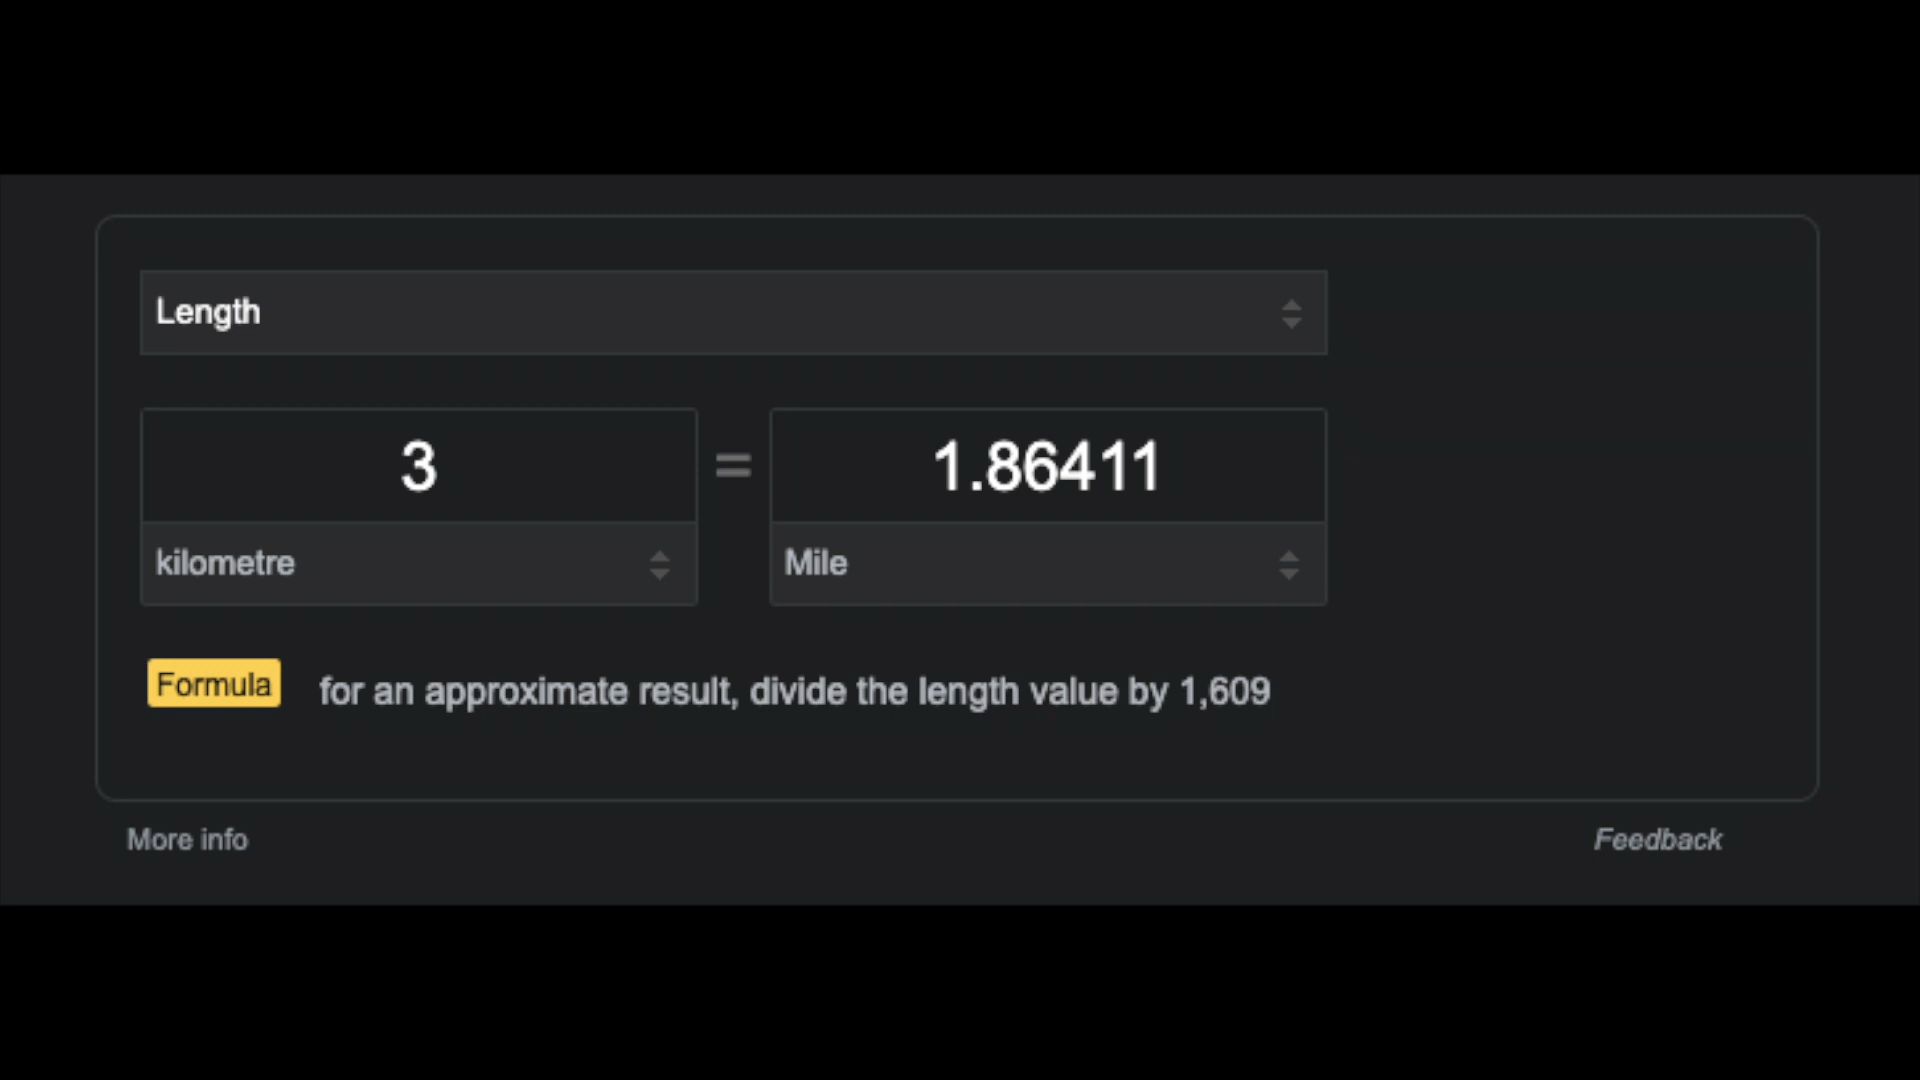 Length
3 = 1.86411
kilometre Mile
Formula for an approximate result, divide the length value by 1,609
More info Feedback